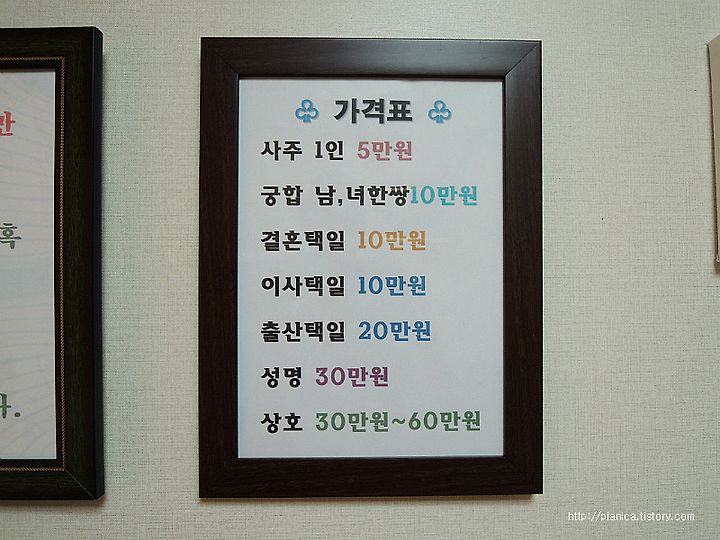 ♧ 가격표 ♧
사주 1인 5만원
궁합 남,녀한쌍10만원
결혼택일 10만원
이사택일 10만원
출산택일 20만원
성명 30만원
상호 30만원~60만원
혹
http://pianica.tistory.com